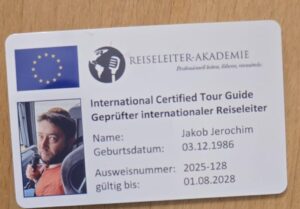 REISELEITER-AKADEMIE
Professionell leiten, führen, vermitteln.
International Certified Tour Guide
Geprüfter internationaler Reiseleiter
Name: Jakob Jerochim
Geburtsdatum: 03.12.1986
Ausweisnummer: 2025-128
gültig bis: 01.08.2028